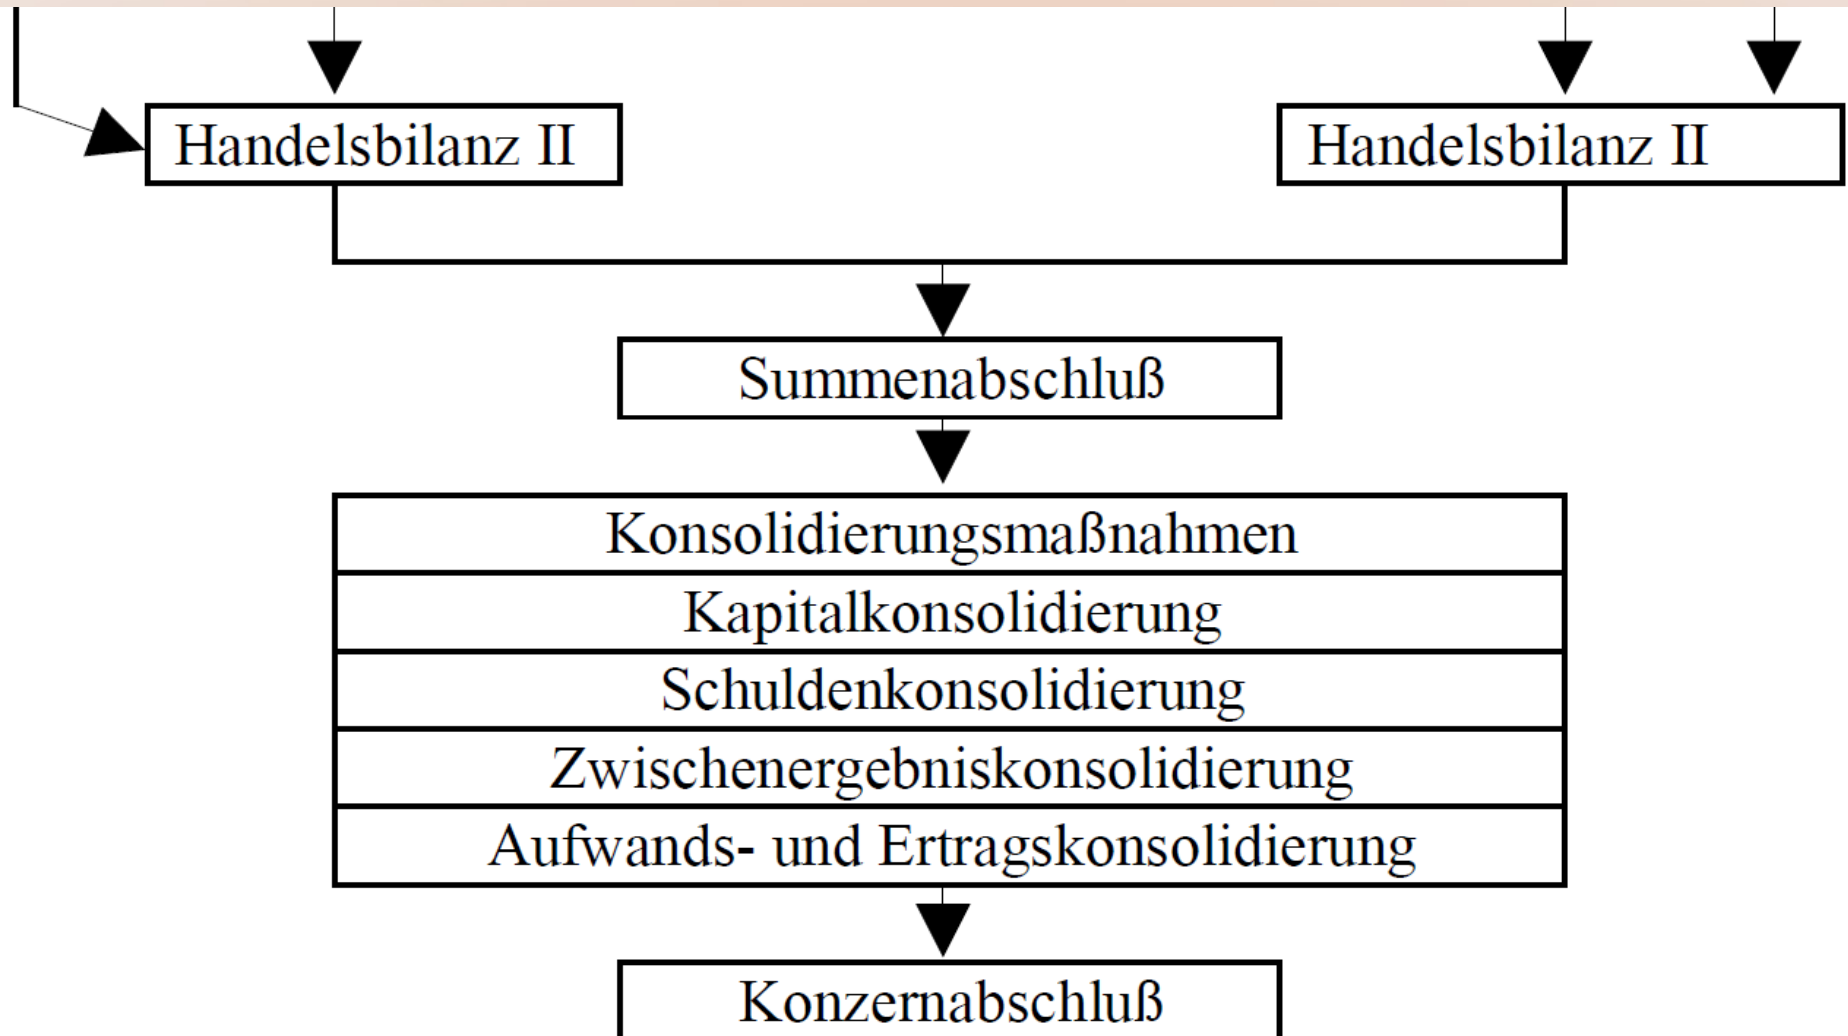 Handelsbilanz II
Handelsbilanz II
Summenabschluß
Konsolidierungsmaßnahmen
Kapitalkonsolidierung
Schuldenkonsolidierung
Zwischenergebniskonsolidierung
Aufwands- und Ertragskonsolidierung
Konzernabschluß